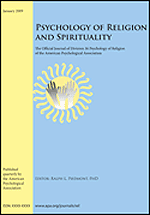 January 2009
PSYCHOLOGY OF RELIGION
AND SPIRITUALITY
The Official Journal of Division 36 Psychology of Religion
of the American Psychological Association
EDITOR: RALPH L. PIEDMONT, PhD
Published
quarterly by
the American
Psychological
Association
ISSN XXXX-XXXX
www.apa.org/journals/rel